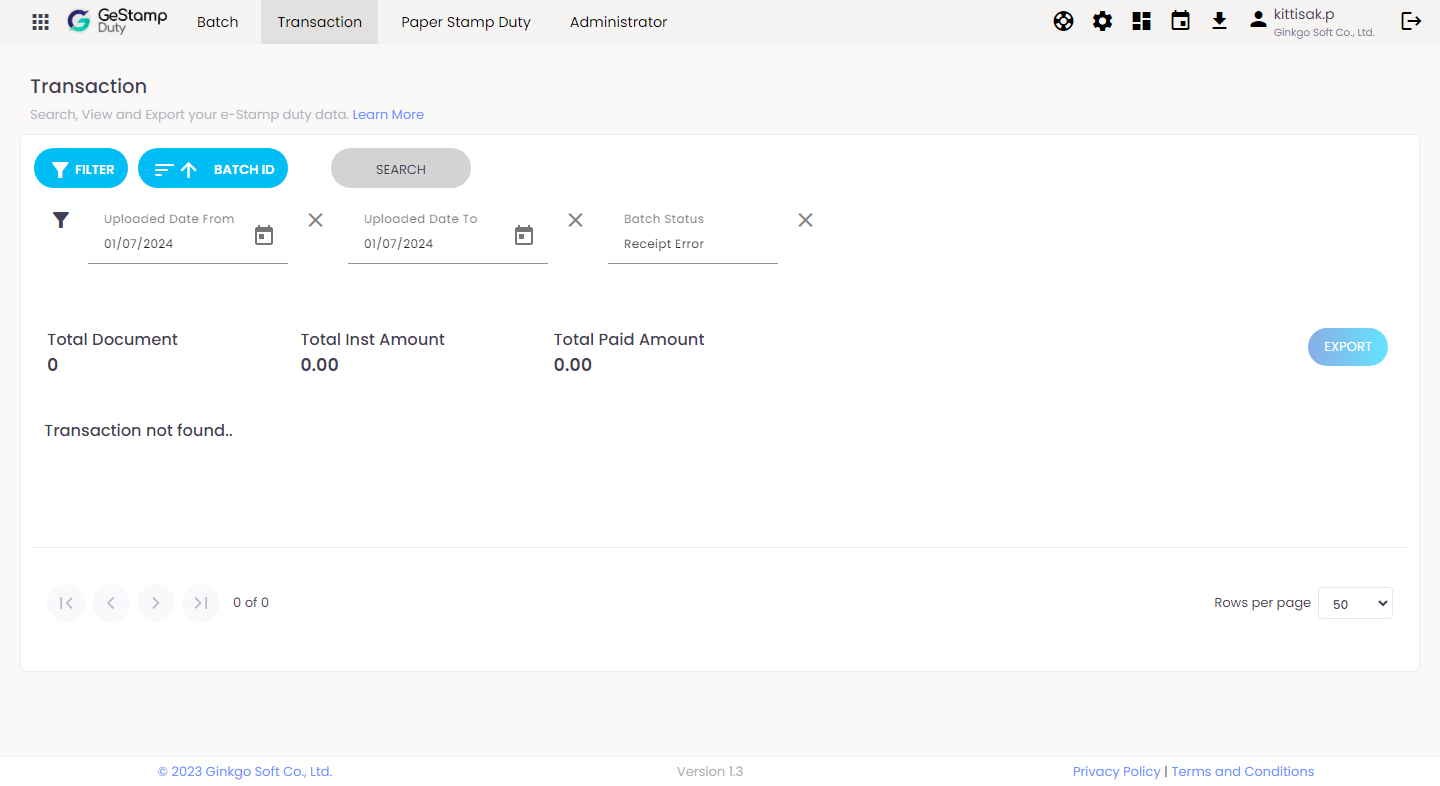 GeStamp
Duty
Batch
Transaction
Paper Stamp Duty
Administrator
kittisak.p
Ginkgo Soft Co., Ltd.
Transaction
Search, View and Export your e-Stamp duty data. Learn More
FILTER
BATCH ID
SEARCH
Uploaded Date From
01/07/2024
Uploaded Date To
01/07/2024
Batch Status
Receipt Error
Total Document
0
Total Inst Amount
0.00
Total Paid Amount
0.00
EXPORT
Transaction not found..
0 of 0
Rows per page
50
© 2023 Ginkgo Soft Co., Ltd.
Version 1.3
Privacy Policy | Terms and Conditions